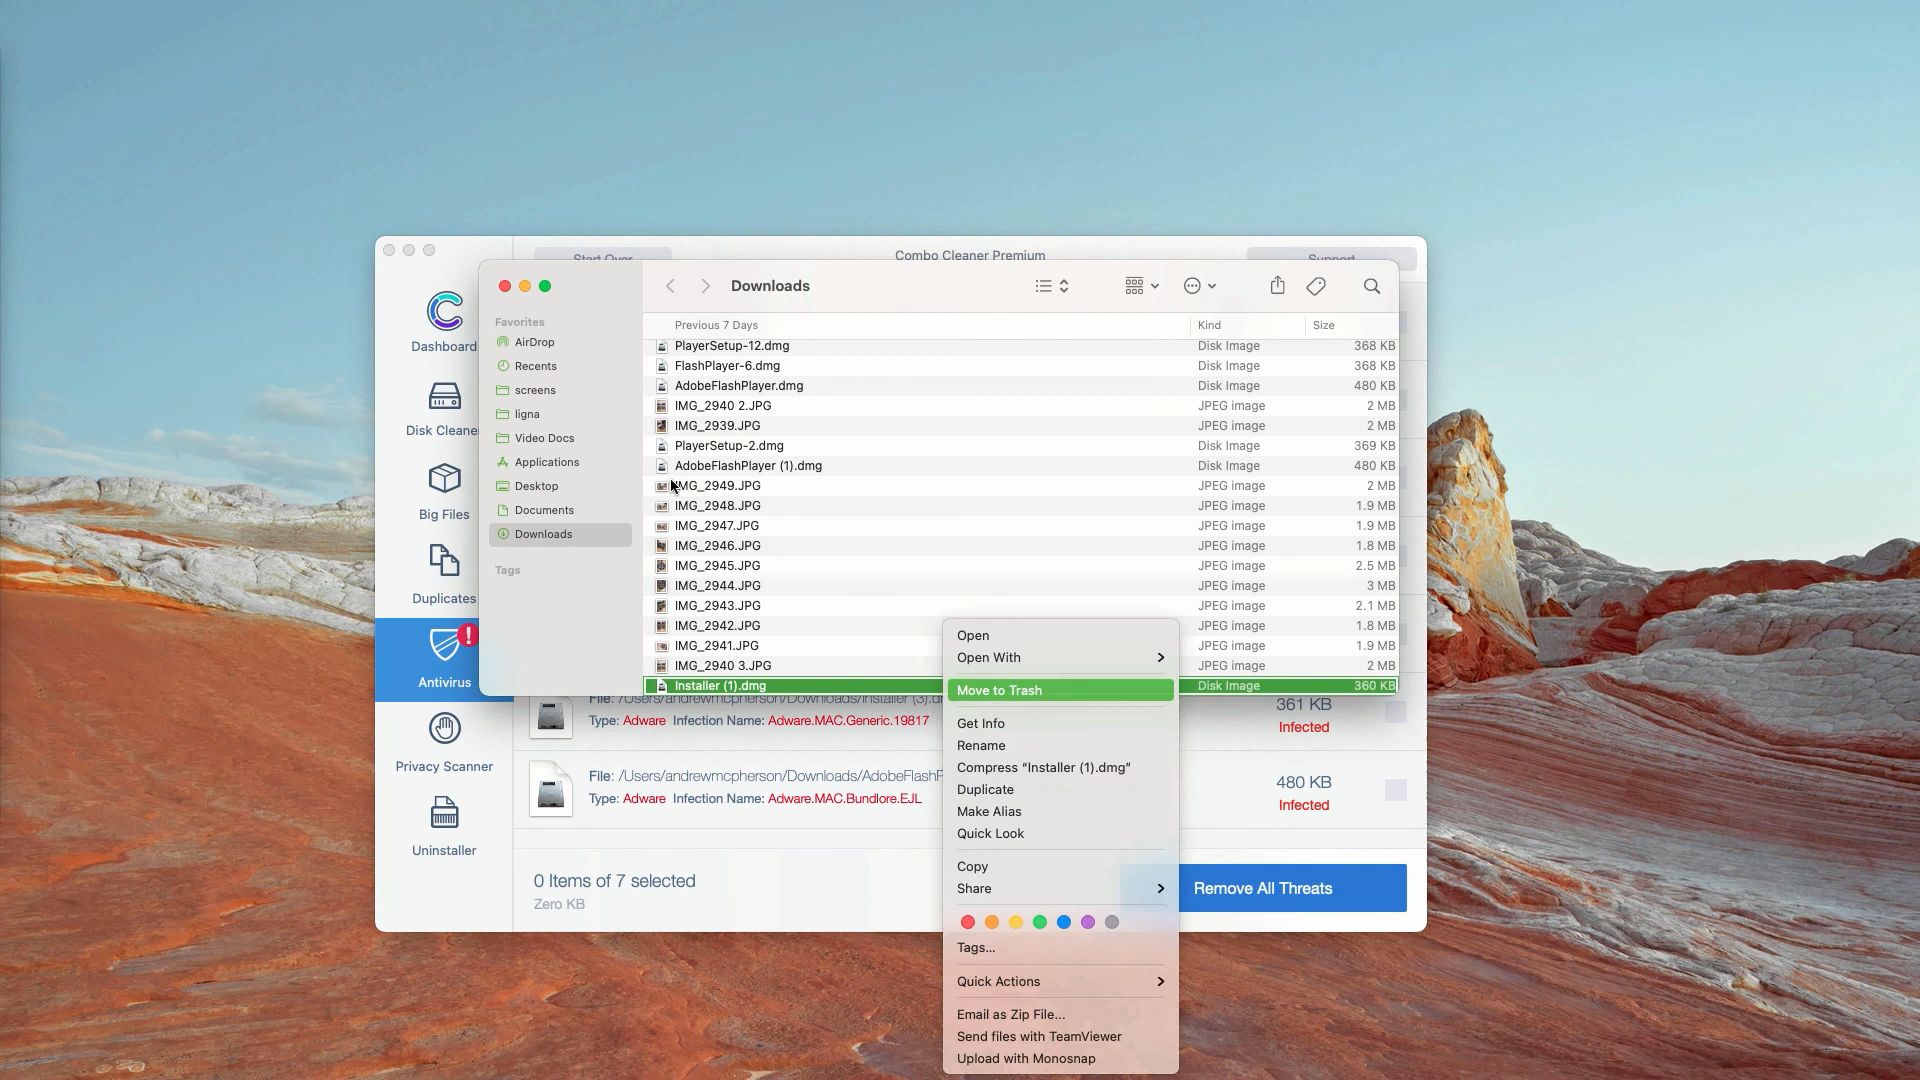 Start Over
Combo Cleaner Premium
Support
Dashboard
Disk Cleane
Big Files
Duplicates
Antivirus
Privacy Scanner
Uninstaller
Favorites
AirDrop
Recents
screens
ligna
Video Docs
Applications
Desktop
Documents
Downloads
Tags
Downloads
Previous 7 Days Kind Size
PlayerSetup-12.dmg Disk Image 368 KB
FlashPlayer-6.dmg Disk Image 368 KB
AdobeFlashPlayer.dmg Disk Image 480 KB
IMG_2940 2.JPG JPEG image 2 MB
IMG_2939.JPG JPEG image 2 MB
PlayerSetup-2.dmg Disk Image 369 KB
AdobeFlashPlayer (1).dmg Disk Image 480 KB
IMG_2949.JPG JPEG image 2 MB
IMG_2948.JPG JPEG image 1.9 MB
IMG_2947.JPG JPEG image 1.9 MB
IMG_2946.JPG JPEG image 1.8 MB
IMG_2945.JPG JPEG image 2.5 MB
IMG_2944.JPG JPEG image 3 MB
IMG_2943.JPG JPEG image 2.1 MB
IMG_2942.JPG JPEG image 1.8 MB
IMG_2941.JPG JPEG image 1.9 MB
IMG_2940 3.JPG JPEG image 2 MB
Installer (1).dmg Disk Image 360 KB
File: /Users/andrewmcpherson/Downloads/Installer (3).d
Type: Adware Infection Name: Adware.MAC.Generic.19817
361 KB
Infected
File: /Users/andrewmcpherson/Downloads/AdobeFlashP
Type: Adware Infection Name: Adware.MAC.Bundlore.EJL
480 KB
Infected
0 Items of 7 selected
Zero KB
Remove All Threats
Open
Open With
Move to Trash
Get Info
Rename
Compress “Installer (1).dmg”
Duplicate
Make Alias
Quick Look
Copy
Share
Tags...
Quick Actions
Email as Zip File...
Send files with TeamViewer
Upload with Monosnap